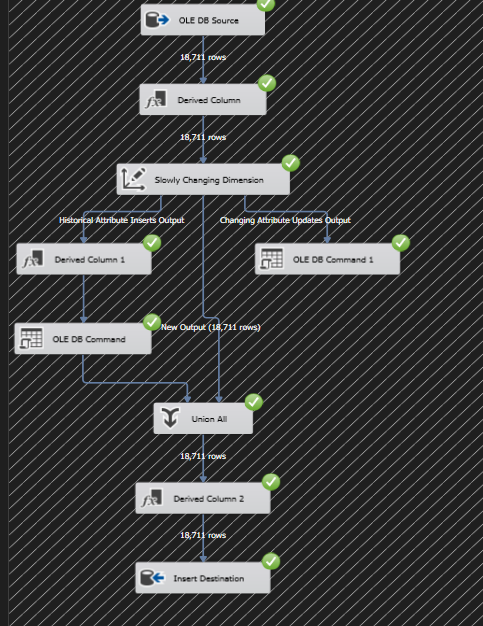 OLE DB Source
18,711 rows
Derived Column
18,711 rows
Slowly Changing Dimension
Historical Attribute Inserts Output
Changing Attribute Updates Output
Derived Column 1
OLE DB Command 1
New Output (18,711 rows)
OLE DB Command
Union All
18,711 rows
Derived Column 2
18,711 rows
Insert Destination